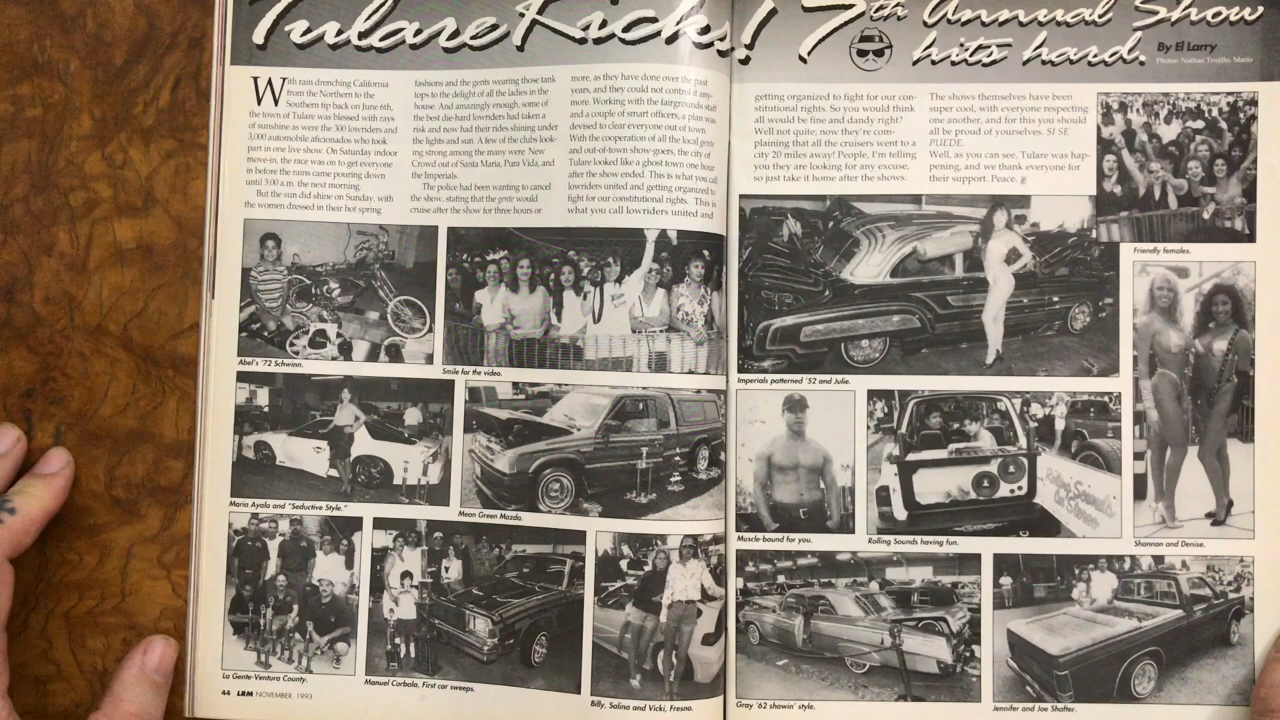 Tulare Kicks! 7th Annual Show
hits hard.
By El Larry
Photos: Nathan Trujillo, Mario
With rain drenching California
from the Northern to the
Southern tip back on June 6th,
the town of Tulare was blessed with rays
of sunshine as were the 300 lowriders and
3,000 automobile aficionados who took
part in one live show. On Saturday indoor
move-in, the race was on to get everyone
in before the rains came pouring down
until 3:00 a.m. the next morning.
But the sun did shine on Sunday, with
the women dressed in their hot spring
fashions and the gents wearing those tank
tops to the delight of all the ladies in the
house. And amazingly enough, some of
the best die-hard lowriders had taken a
risk and now had their rides shining under
the lights and sun. A few of the clubs look-
ing strong among the many were New
Crowd out of Santa Maria, Pura Vida, and
the Imperials.
The police had been wanting to cancel
the show, stating that the gente would
cruise after the show for three hours or
more, as they have done over the past
years, and they could not control it any-
more. Working with the fairgrounds staff
and a couple of smart officers, a plan was
devised to clear everyone out of town.
With the cooperation of all the local gente
and out-of-town show-goers, the city of
Tulare looked like a ghost town one hour
after the show ended. This is what you call
lowriders united and getting organized to
fight for our constitutional rights. This is
what you call lowriders united and
getting organized to fight for our con-
stitutional rights. So you would think
all would be fine and dandy right?
Well not quite; now they're com-
plaining that all the cruisers went to a
city 20 miles away! People, I'm telling
you they are looking for any excuse,
so just take it home after the shows.
The shows themselves have been
super cool, with everyone respecting
one another, and for this you should
all be proud of yourselves. SI SE
PUEDE.
Well, as you can see, Tulare was hap-
pening, and we thank everyone for
their support. Peace.
Friendly females.
Abel's '72 Schwinn.
Smile for the video.
Imperials patterned '52 and Julie.
Maria Ayala and "Seductive Style."
Mean Green Mazda.
Muscle-bound for you.
Rolling Sounds
On Stereo
Rolling Sounds having fun.
Shannon and Denise.
La Gente-Ventura County.
Manuel Corbala, First car sweeps.
Billy, Salina and Vicki, Fresno.
Gray '62 showin' style.
Jennifer and Joe Shafter.
44 LRM NOVEMBER, 1993